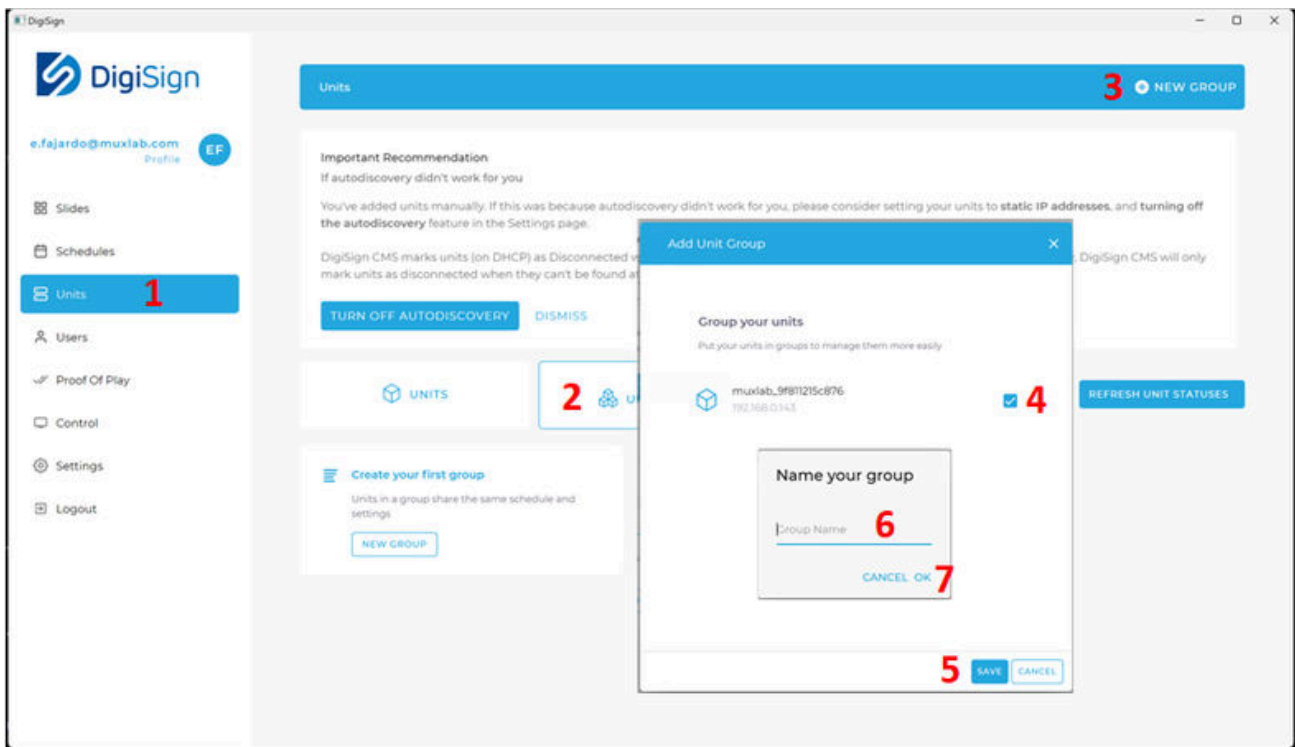 DigiSign
DigiSign
3 NEW GROUP
Units
e.fajardo@muxlab.com
Profile
EF
Important Recommendation
If autodiscovery didn't work for you
You've added units manually. If this was because autodiscovery didn't work for you, please consider setting your units to static IP addresses, and turning off
the autodiscovery feature in the Settings page.
DigiSign CMS marks units (on DHCP) as Disconnected
DigiSign CMS will only
mark units as disconnected when they can't be found
TURN OFF AUTODISCOVERY DISMISS
Slides
Schedules
Units 1
Users
Proof Of Play
Control
Settings
Logout
UNITS
2
REFRESH UNIT STATUSES
Create your first group
Units in a group share the same schedule and
settings
NEW GROUP
Add Unit Group
Group your units
Put your units in groups to manage them more easily
muxlab_9f811215c876
192.168.0.143
4
Name your group
Group Name 6
CANCEL OK 7
5 SAVE CANCEL